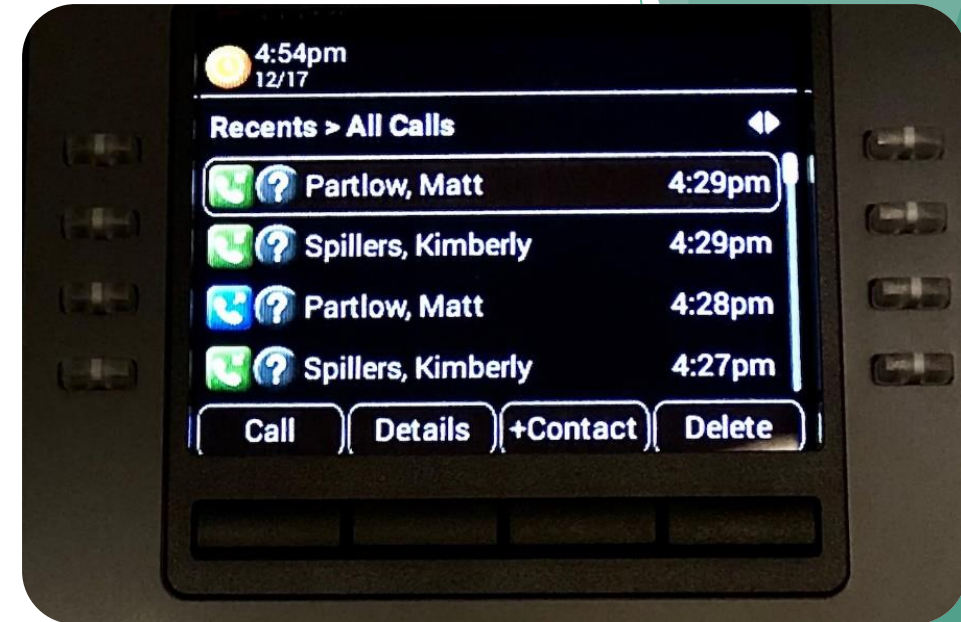 4:54pm
12/17
Recents > All Calls
Partlow, Matt 4:29pm
Spillers, Kimberly 4:29pm
Partlow, Matt 4:28pm
Spillers, Kimberly 4:27pm
Call Details +Contact Delete